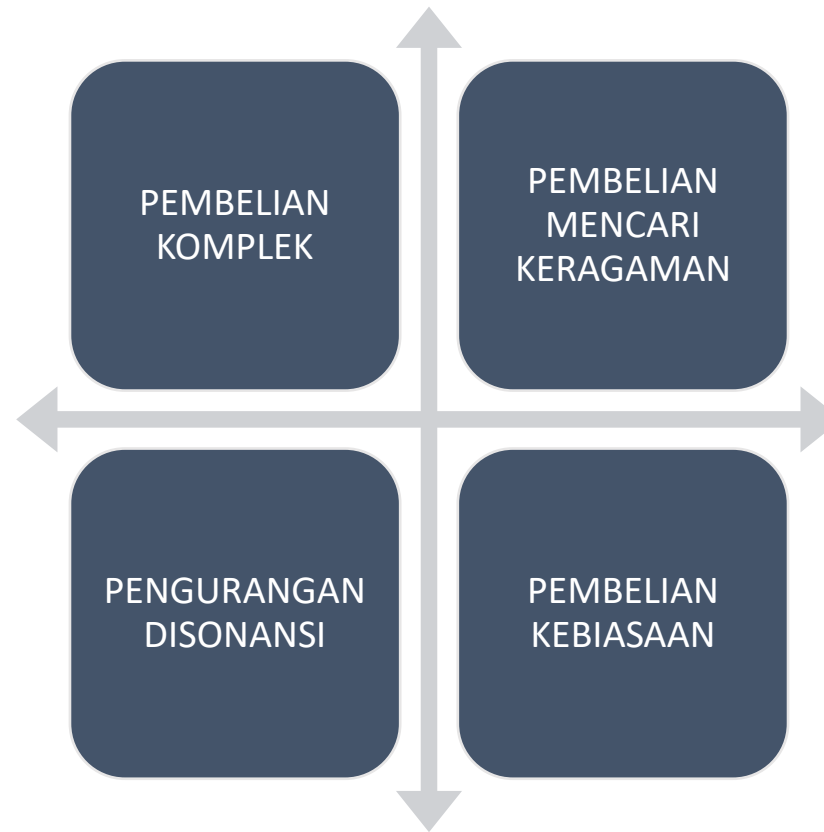 PEMBELIAN
KOMPLEK
PEMBELIAN
MENCARI
KERAGAMAN
PENGURANGAN
DISONANSI
PEMBELIAN
KEBIASAAN